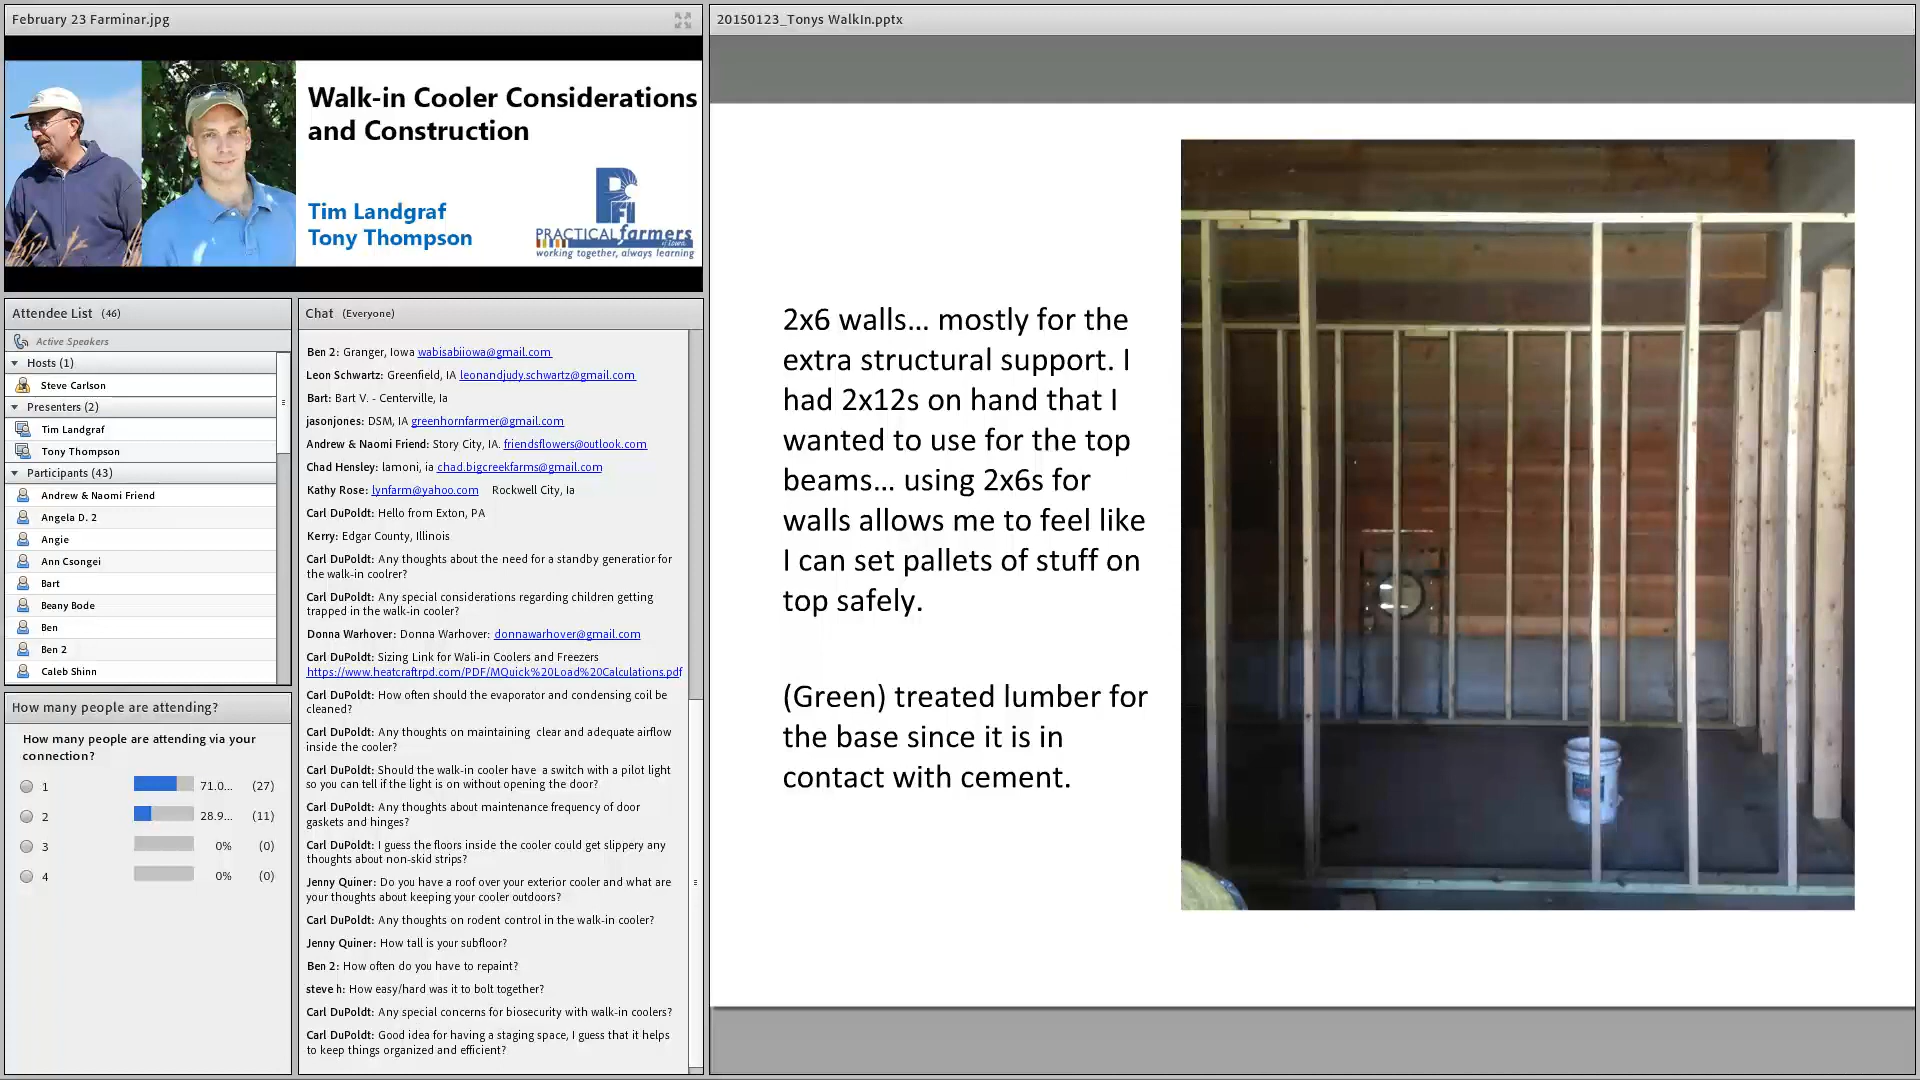 February 23 Farminar.jpg
Walk-in Cooler Considerations
and Construction
Tim Landgraf
Tony Thompson
PFI
PRACTICAL farmers
of Iowa
working together, always learning
Attendee List (46)
Active Speakers
Hosts (1)
Steve Carlson
Presenters (2)
Tim Landgraf
Tony Thompson
Participants (43)
Andrew & Naomi Friend
Angela D. 2
Angie
Ann Csongei
Bart
Beany Bode
Ben
Ben 2
Caleb Shinn
How many people are attending?
How many people are attending via your
connection?
1 71.0... (27)
2 28.9... (11)
3 0% (0)
4 0% (0)
Chat (Everyone)
Ben 2: Granger, Iowa wabisabiiowa@gmail.com
Leon Schwartz: Greenfield, IA leonandjudy.schwartz@gmail.com
Bart: Bart V. - Centerville, Ia
jasonjones: DSM, IA greenhornfarmer@gmail.com
Andrew & Naomi Friend: Story City, IA. friendsflowers@outlook.com
Chad Hensley: lamoni, ia chad.bigcreekfarms@gmail.com
Kathy Rose: lynfarm@yahoo.com Rockwell City, Ia
Carl DuPoldt: Hello from Exton, PA
Kerry: Edgar County, Illinois
Carl DuPoldt: Any thoughts about the need for a standby generatior for
the walk-in coolrer?
Carl DuPoldt: Any special considerations regarding children getting
trapped in the walk-in cooler?
Donna Warhover: Donna Warhover: donnawarhover@gmail.com
Carl DuPoldt: Sizing Link for Wali-in Coolers and Freezers
https://www.heatcraftrpd.com/PDF/MQuick%20Load%20Calculations.pdf
Carl DuPoldt: How often should the evaporator and condensing coil be
cleaned?
Carl DuPoldt: Any thoughts on maintaining clear and adequate airflow
inside the cooler?
Carl DuPoldt: Should the walk-in cooler have a switch with a pilot light
so you can tell if the light is on without opening the door?
Carl DuPoldt: Any thoughts about maintenance frequency of door
gaskets and hinges?
Carl DuPoldt: I guess the floors inside the cooler could get slippery any
thoughts about non-skid strips?
Jenny Quiner: Do you have a roof over your exterior cooler and what are
your thoughts about keeping your cooler outdoors?
Carl DuPoldt: Any thoughts on rodent control in the walk-in cooler?
Jenny Quiner: How tall is your subfloor?
Ben 2: How often do you have to repaint?
steve h: How easy/hard was it to bolt together?
Carl DuPoldt: Any special concerns for biosecurity with walk-in coolers?
Carl DuPoldt: Good idea for having a staging space, I guess that it helps
to keep things organized and efficient?
20150123_Tonys WalkIn.pptx
2x6 walls... mostly for the
extra structural support. I
had 2x12s on hand that I
wanted to use for the top
beams... using 2x6s for
walls allows me to feel like
I can set pallets of stuff on
top safely.
(Green) treated lumber for
the base since it is in
contact with cement.